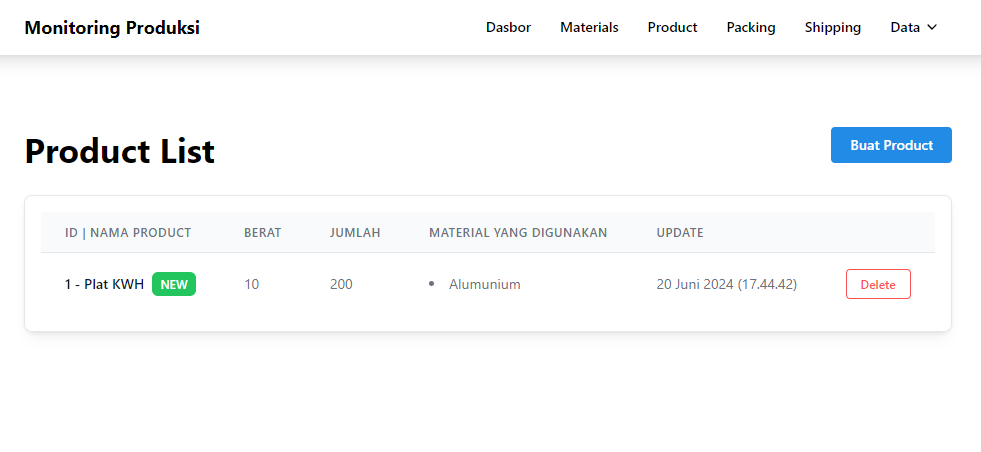 Monitoring Produksi Dasbor Materials Product Packing Shipping Data
Product List Buat Product
ID | NAMA PRODUCT BERAT JUMLAH MATERIAL YANG DIGUNAKAN UPDATE
1 - Plat KWH NEW 10 200 • Alumunium 20 Juni 2024 (17.44.42) Delete